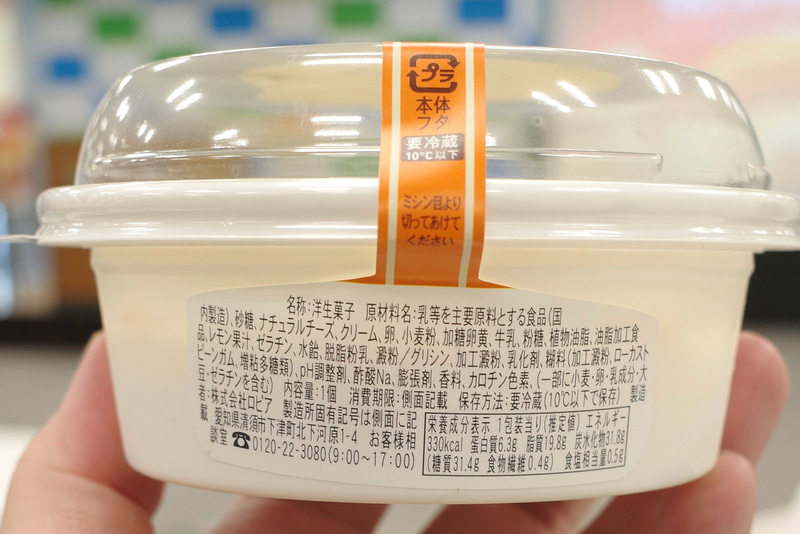 プラ
本体
フタ
要冷蔵
10℃以下
ミシン目より
切ってあけて
ください
名称:洋生菓子 原材料名:乳等を主要原料とする食品(国
内製造)、砂糖、ナチュラルチーズ、クリーム、卵、小麦粉、加糖卵黄、牛乳、粉糖、植物油脂、油脂加工食
品、レモン果汁、ゼラチン、水飴、脱脂粉乳、澱粉/グリシン、加工澱粉、乳化剤、糊料(加工澱粉、ローカスト
ビーンガム、増粘多糖類)、pH調整剤、酢酸Na、膨張剤、香料、カロチン色素、(一部に小麦・卵・乳成分・大
豆・ゼラチンを含む) 内容量:1個 消費期限:側面記載 保存方法:要冷蔵(10℃以下で保存) 製造
者:株式会社ロピア 製造所固有記号は側面に記
載 愛知県清須市下津町北下河原1-4 お客様相
談室☎0120-22-3080(9:00~17:00)
栄養成分表示 1包装当り(推定値) エネルギー
330kcal 蛋白質6.3g 脂質19.8g 炭水化物31.8g
(糖質31.4g 食物繊維0.4g) 食塩相当量0.5g